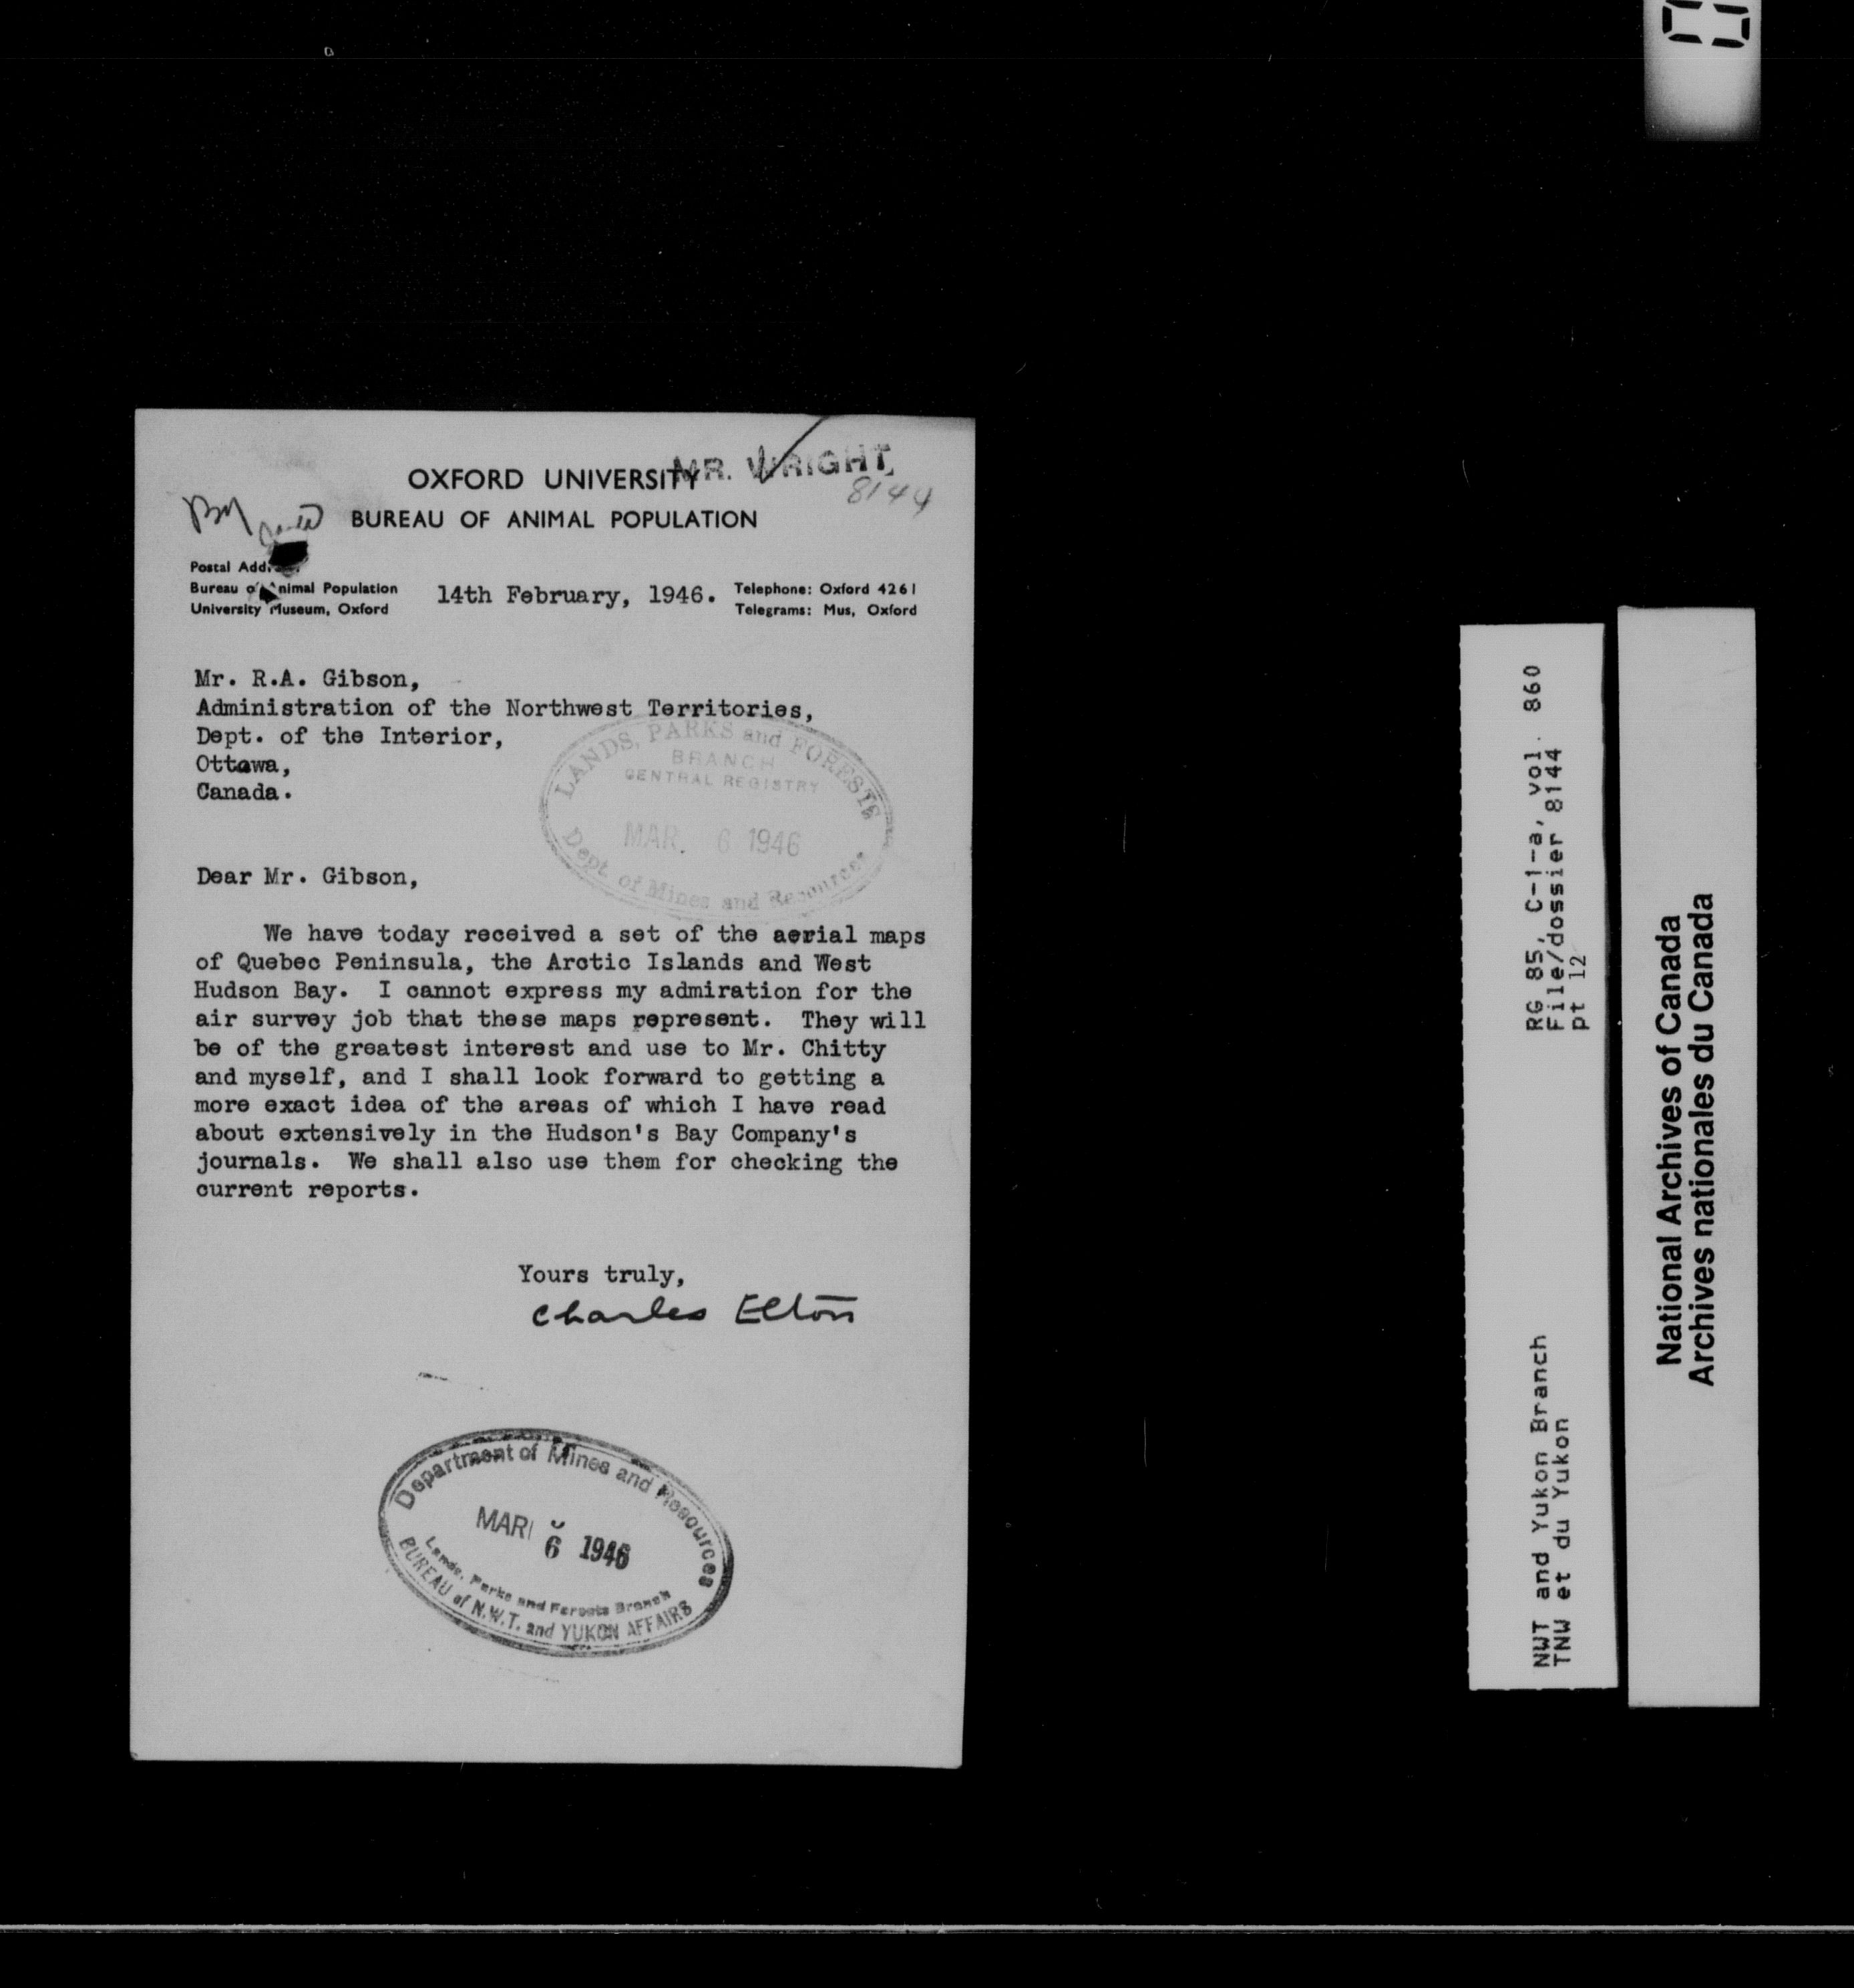 OXFORD UNIVERSITY
MR. WRIGHT,
8144
BUREAU OF ANIMAL POPULATION
Postal
Bureau of Animal Population
University Museum, Oxford
14th February, 1946.
Telephone: Oxford 4261
Telegrams: Mus, Oxford
Mr. R.A. Gibson,
Administration of the Northwest Territories,
Dept. of the Interior,
Ottawa,
Canada.
LANDS, PARKS and FORESTS
BRANCH
CENTRAL REGISTRY
MAR. 6 1946
Dept. of Mines and Resources
Dear Mr. Gibson,
We have today received a set of the aerial maps
of Quebec Peninsula, the Arctic Islands and West
Hudson Bay. I cannot express my admiration for the
air survey job that these maps represent. They will
be of the greatest interest and use to Mr. Chitty
and myself, and I shall look forward to getting a
more exact idea of the areas of which I have read
about extensively in the Hudson's Bay Company's
journals. We shall also use them for checking the
current reports.
Yours truly,
Charles Elton
Department of Mines and Resources
MAR 6 1946
Lands, Parks and Forests Branch
BUREAU of N.W.T. and YUKON AFFAIRS
RG 85, C-1-a, vol. 860
File/dossier 8144
pt 12
NWT and Yukon Branch
TNW et du Yukon
National Archives of Canada
Archives nationales du Canada